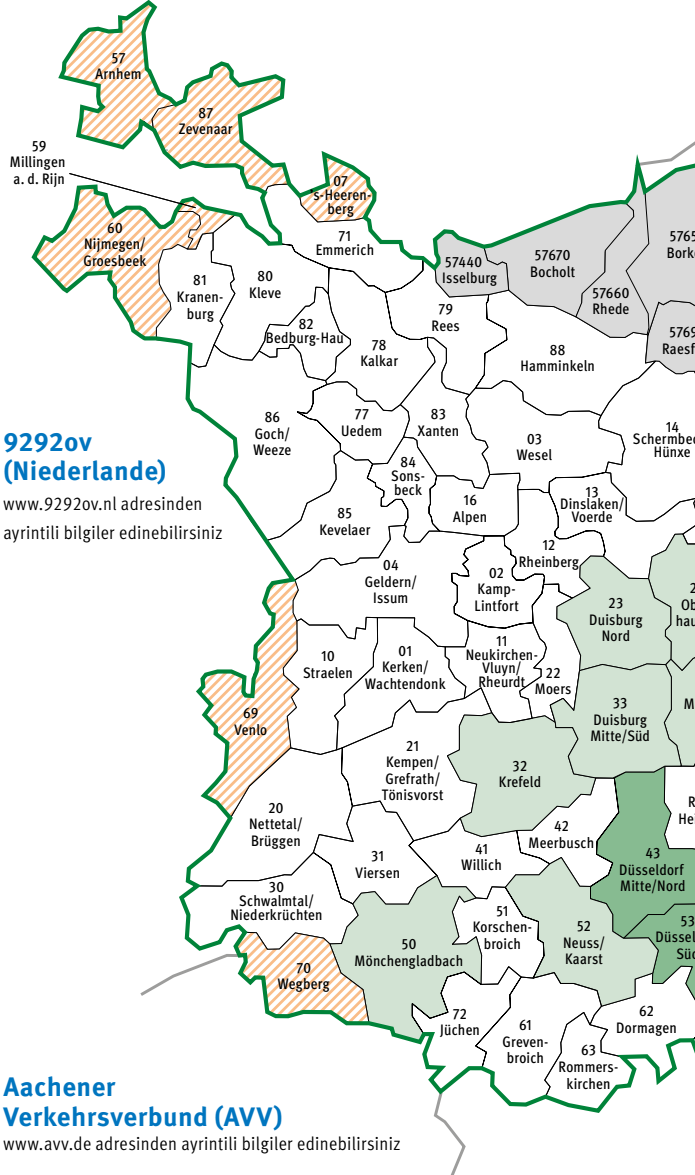 57
Arnhem
87
Zevenaar
59
Millingen
a. d. Rijn
07
's-Heeren-
berg
60
Nijmegen/
Groesbeek
71
Emmerich
57440
Isselburg
57670
Bocholt
57660
Rhede
81
Kranen-
burg
80
Kleve
82
Bedburg-Hau
79
Rees
78
Kalkar
88
Hamminkeln
86
Goch/
Weeze
77
Uedem
83
Xanten
03
Wesel
14
Hünxe
84
Sons-
beck
16
Alpen
13
Dinslaken/
Voerde
85
Kevelaer
12
Rheinberg
04
Geldern/
Issum
02
Kamp-
Lintfort
23
Duisburg
Nord
9292ov
(Niederlande)
www.9292ov.nl adresinden
ayrintili bilgiler edinebilirsiniz
10
Straelen
01
Kerken/
Wachtendonk
11
Neukirchen-
Vluyn/
Rheurdt
22
Moers
69
Venlo
33
Duisburg
Mitte/Süd
21
Kempen/
Grefrath/
Tönisvorst
32
Krefeld
20
Nettetal/
Brüggen
31
Viersen
41
Willich
42
Meerbusch
43
Düsseldorf
Mitte/Nord
30
Schwalmtal/
Niederkrüchten
51
Korschen-
broich
50
Mönchengladbach
52
Neuss/
Kaarst
53
70
Wegberg
72
Jüchen
61
Greven-
broich
62
Dormagen
63
Rommers-
kirchen
Aachener
Verkehrsverbund (AVV)
www.avv.de adresinden ayrintili bilgiler edinebilirsiniz